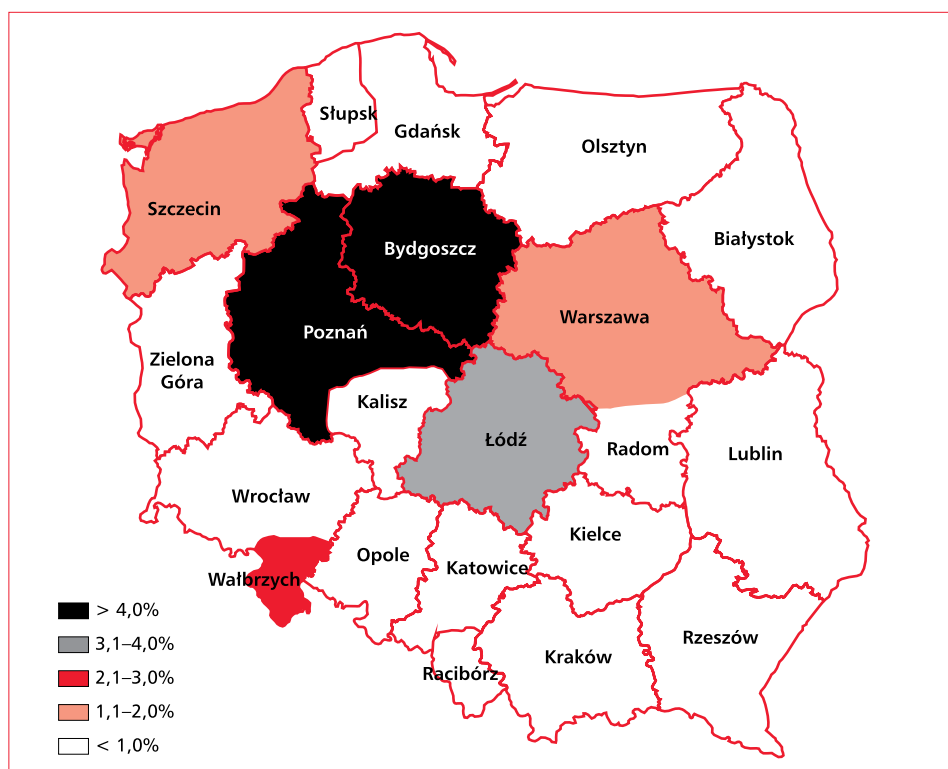 Słupsk
Gdańsk
Olsztyn
Szczecin
Białystok
Bydgoszcz
Warszawa
Poznań
Zielona
Góra
Kalisz
Łódź
Radom
Lublin
Wrocław
Kielce
Opole
Katowice
Wałbrzych
Rzeszów
Kraków
Racibórz
> 4,0%
3,1–4,0%
2,1–3,0%
1,1–2,0%
< 1,0%